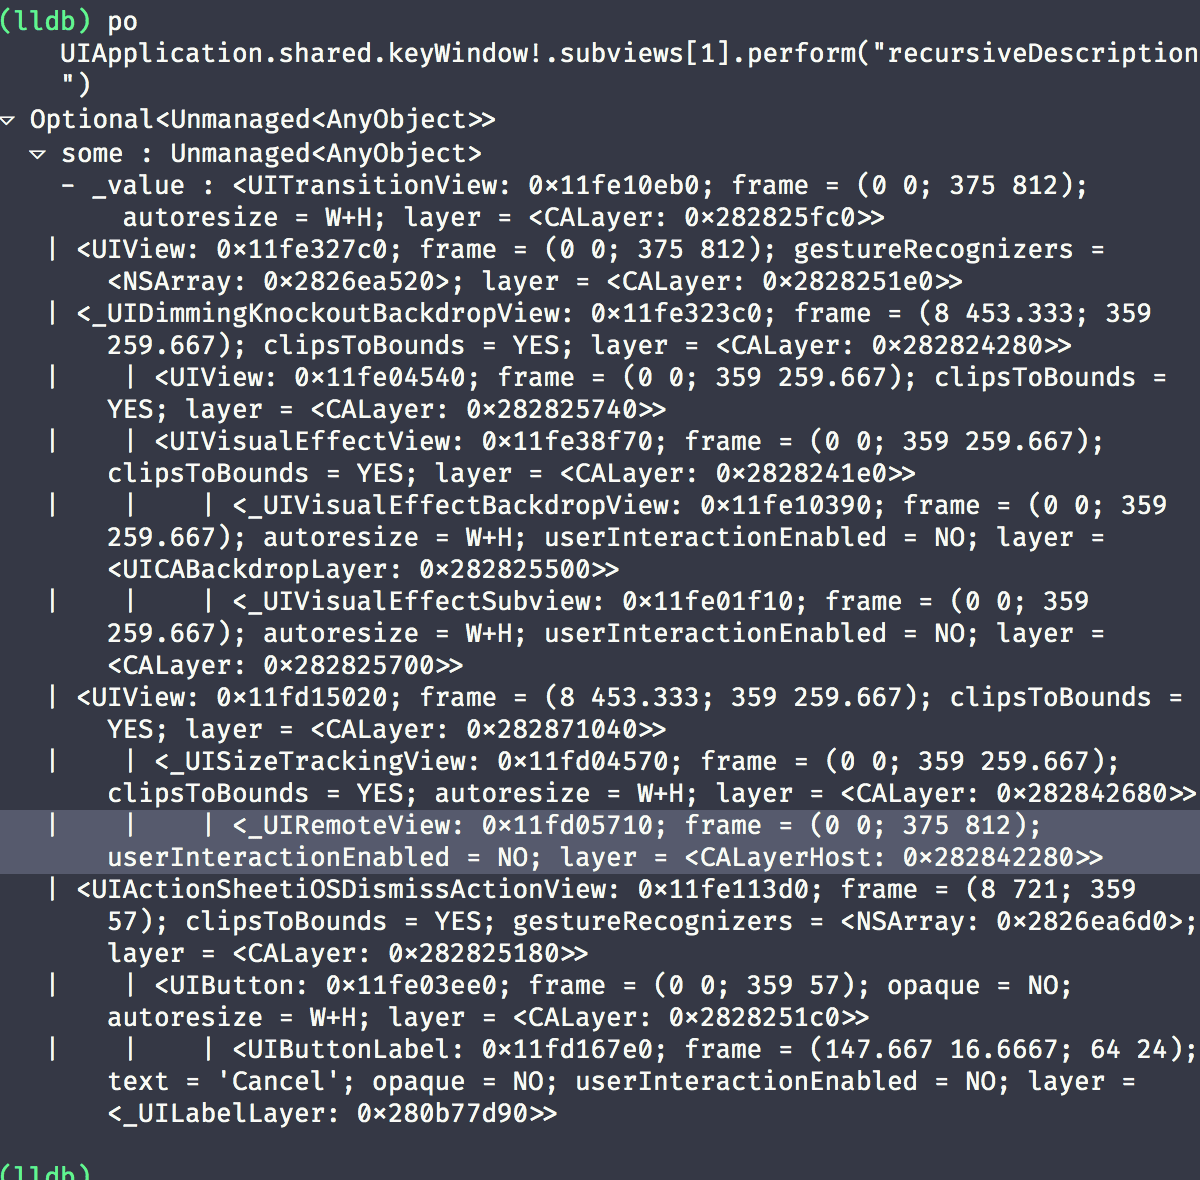 (lldb) po
UIApplication.shared.keyWindow!.subviews[1].perform("recursiveDescription
")
▿ Optional<Unmanaged<AnyObject>>
▿ some : Unmanaged<AnyObject>
- _value : <UITransitionView: 0x11fe10eb0; frame = (0 0; 375 812);
autoresize = W+H; layer = <CALayer: 0x282825fc0>>
| <UIView: 0x11fe327c0; frame = (0 0; 375 812); gestureRecognizers =
<NSArray: 0x2826ea520>; layer = <CALayer: 0x2828251e0>>
| <_UIDimmingKnockoutBackdropView: 0x11fe323c0; frame = (8 453.333; 359
259.667); clipsToBounds = YES; layer = <CALayer: 0x282824280>>
| | <UIView: 0x11fe04540; frame = (0 0; 359 259.667); clipsToBounds =
YES; layer = <CALayer: 0x282825740>>
| | <UIVisualEffectView: 0x11fe38f70; frame = (0 0; 359 259.667);
clipsToBounds = YES; layer = <CALayer: 0x2828241e0>>
| | | <_UIVisualEffectBackdropView: 0x11fe10390; frame = (0 0; 359
259.667); autoresize = W+H; userInteractionEnabled = NO; layer =
<UICABackdropLayer: 0x282825500>>
| | | <_UIVisualEffectSubview: 0x11fe01f10; frame = (0 0; 359
259.667); autoresize = W+H; userInteractionEnabled = NO; layer =
<CALayer: 0x282825700>>
| <UIView: 0x11fd15020; frame = (8 453.333; 359 259.667); clipsToBounds =
YES; layer = <CALayer: 0x282871040>>
| | <_UISizeTrackingView: 0x11fd04570; frame = (0 0; 359 259.667);
clipsToBounds = YES; autoresize = W+H; layer = <CALayer: 0x282842680>>
| | | <_UIRemoteView: 0x11fd05710; frame = (0 0; 375 812);
userInteractionEnabled = NO; layer = <CALayerHost: 0x282842280>>
| <UIActionSheetiOSDismissActionView: 0x11fe113d0; frame = (8 721; 359
57); clipsToBounds = YES; gestureRecognizers = <NSArray: 0x2826ea6d0>;
layer = <CALayer: 0x282825180>>
| | <UIButton: 0x11fe03ee0; frame = (0 0; 359 57); opaque = NO;
autoresize = W+H; layer = <CALayer: 0x2828251c0>>
| | | <UIButtonLabel: 0x11fd167e0; frame = (147.667 16.6667; 64 24);
text = 'Cancel'; opaque = NO; userInteractionEnabled = NO; layer =
<_UILabelLayer: 0x280b77d90>>
(lldb)